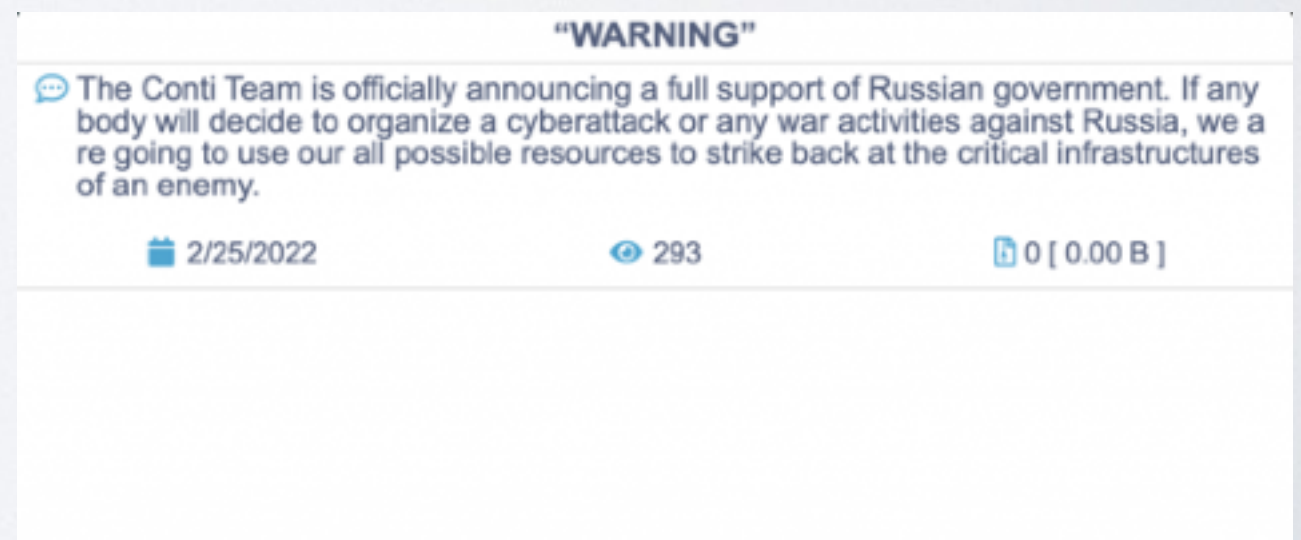 “WARNING”
The Conti Team is officially announcing a full support of Russian government. If any
body will decide to organize a cyberattack or any war activities against Russia, we a
re going to use our all possible resources to strike back at the critical infrastructures
of an enemy.
2/25/2022 293 0 [ 0.00 B ]